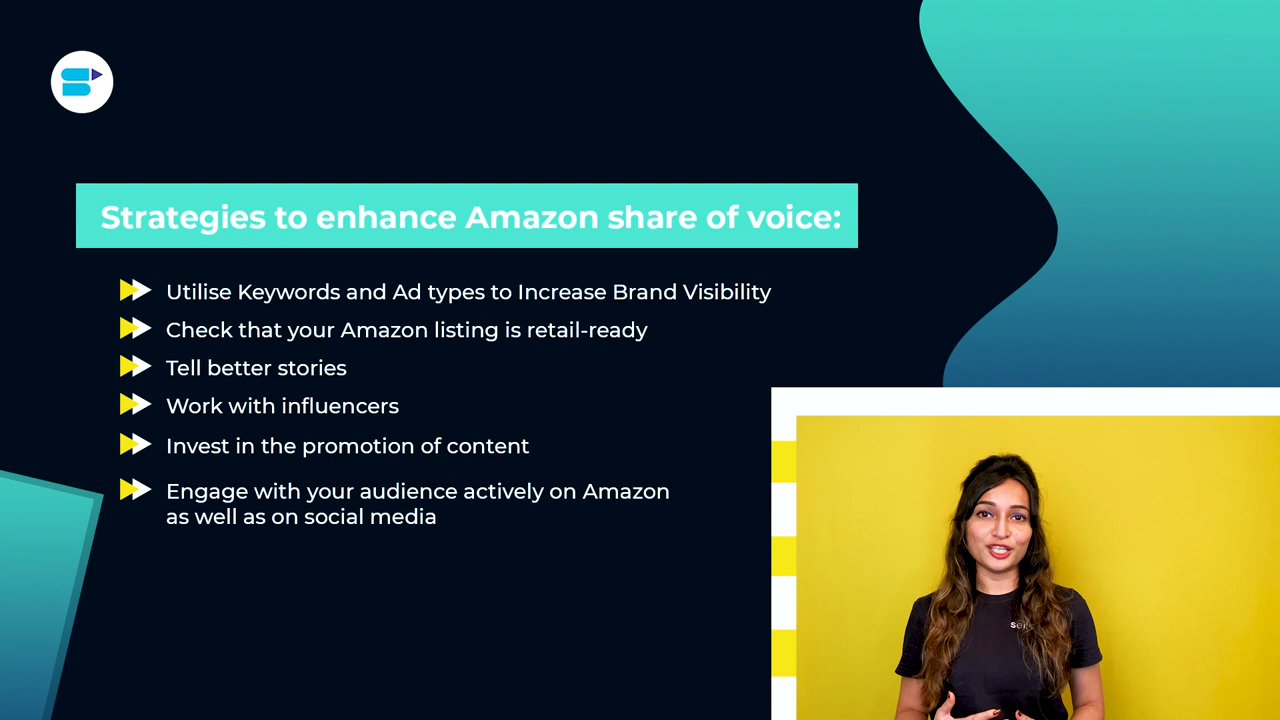 Strategies to enhance Amazon share of voice:
Utilise Keywords and Ad types to Increase Brand Visibility
Check that your Amazon listing is retail-ready
Tell better stories
Work with influencers
Invest in the promotion of content
Engage with your audience actively on Amazon
as well as on social media